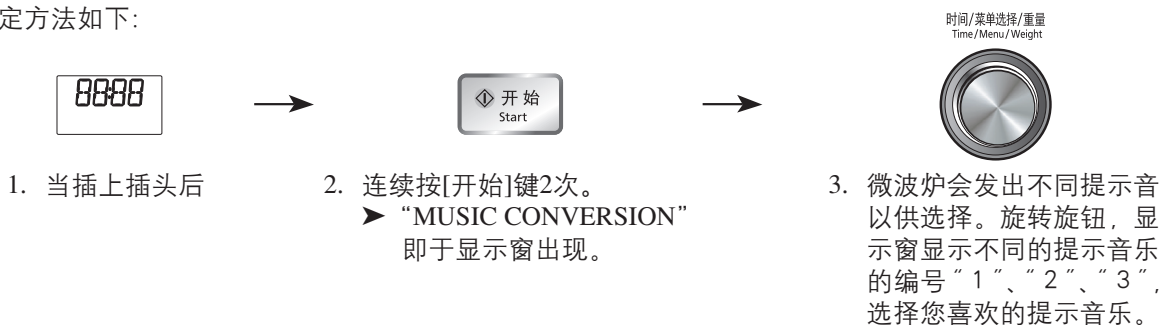 定方法如下:
时间/菜单选择/重量
Time/Menu/Weight
88:88
开 始
Start
1. 当插上插头后
2. 连续按[开始]键2次。
➤ “MUSIC CONVERSION”
即于显示窗出现。
3. 微波炉会发出不同提示音
以供选择。旋转旋钮，显
示窗显示不同的提示音乐
的编号″1″、″2″、″3″，
选择您喜欢的提示音乐。